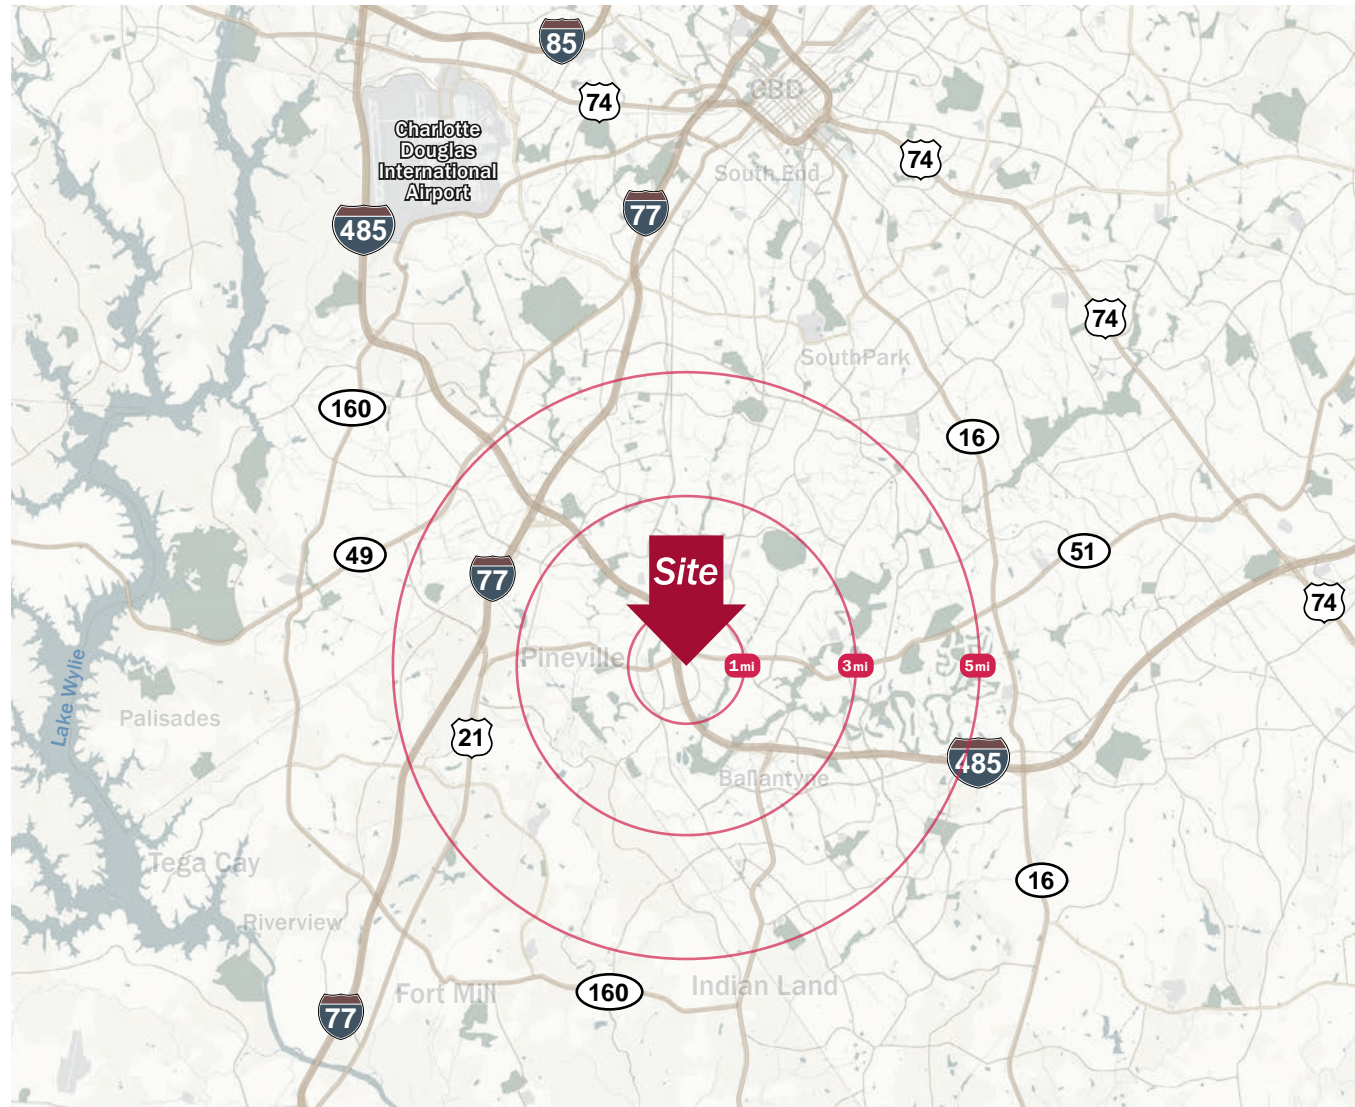 85
CBD
74
Charlotte
Douglas
International
Airport
74
South End
77
485
74
SouthPark
160
16
49
51
77
Site
74
Pineville
1mi
3mi
5mi
Lake Wylie
Palisades
21
485
Ballantyne
Tega Cay
16
Riverview
Fort Mill
160
Indian Land
77